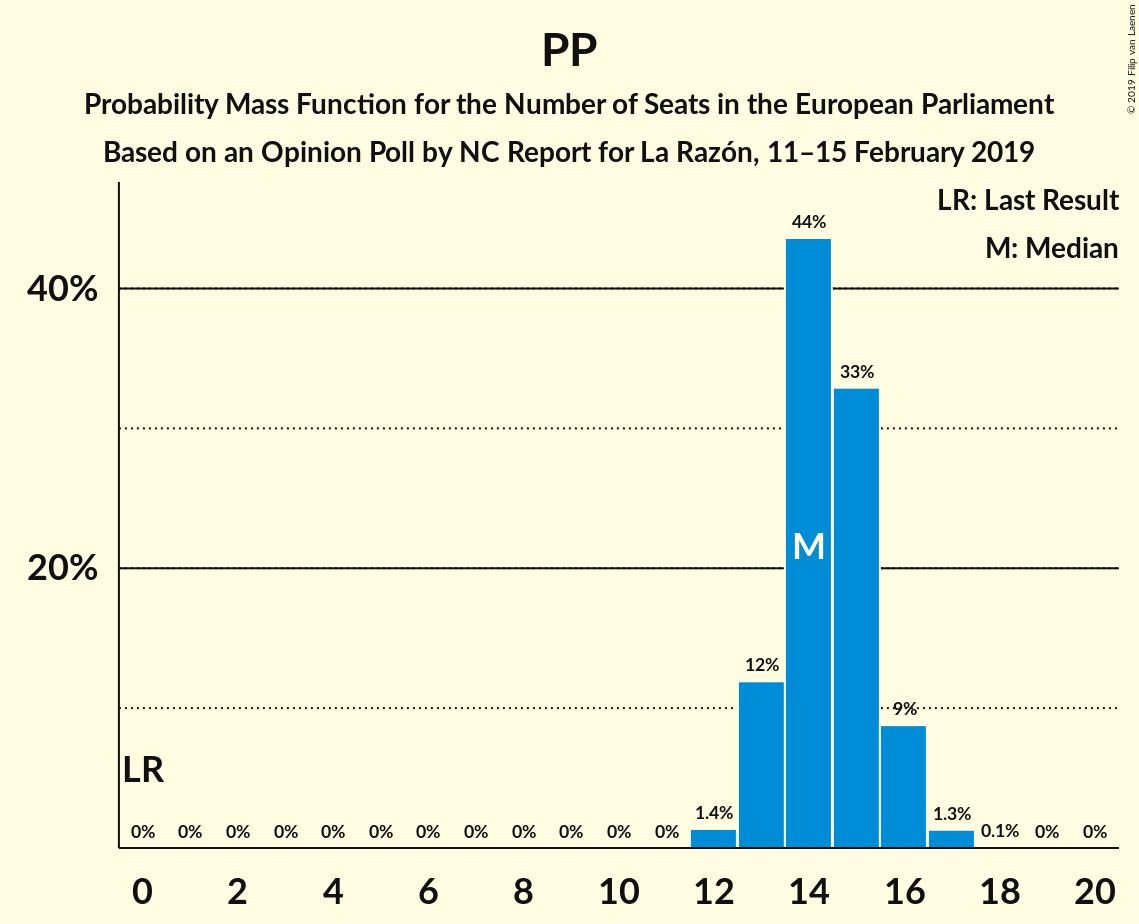 PP
Probability Mass Function for the Number of Seats in the European Parliament
Based on an Opinion Poll by NC Report for La Razón, 11–15 February 2019
© 2019 Filip van Laenen
LR: Last Result
M: Median
44%
40%
33%
M
20%
12%
9%
LR
0% 0% 0% 0% 0% 0% 0% 0% 0% 0% 0% 0% 1.4% 1.3% 0.1% 0% 0%
0 2 4 6 8 10 12 14 16 18 20